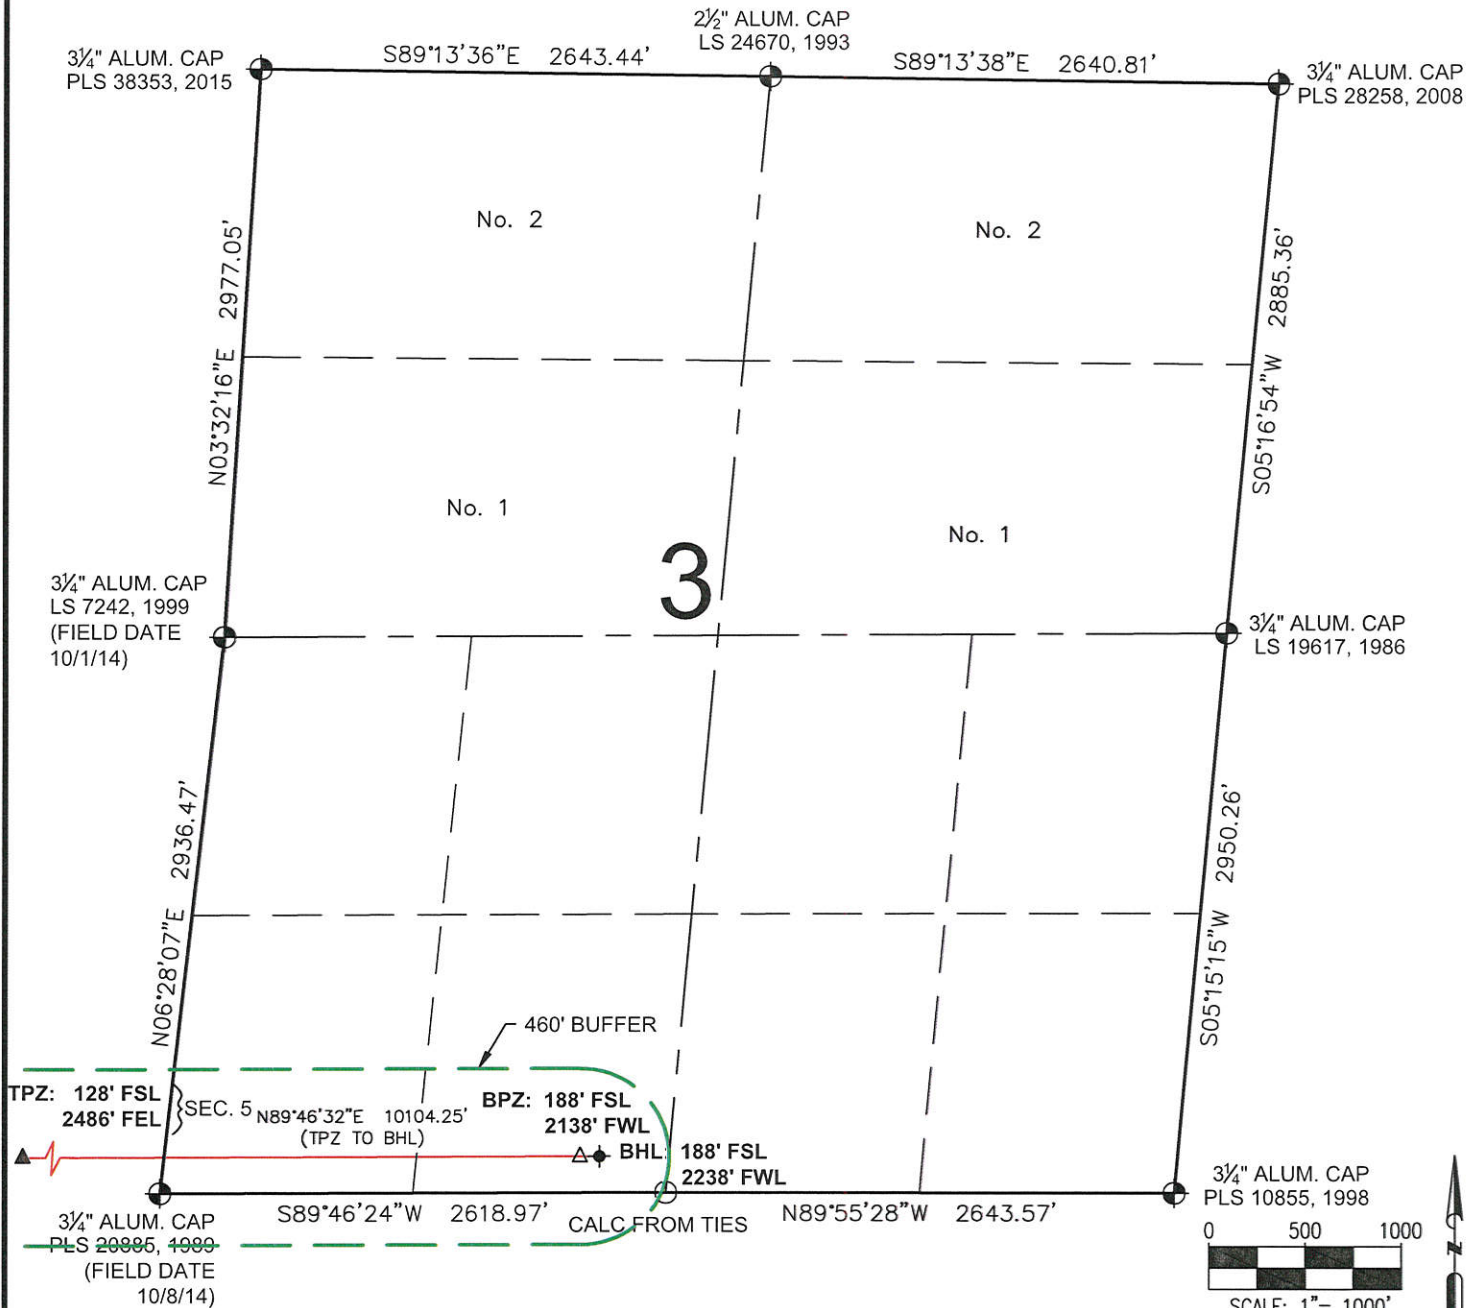 2½" ALUM. CAP
LS 24670, 1993
3¼" ALUM. CAP
PLS 38353, 2015
S89°13'36"E 2643.44'
S89°13'38"E 2640.81'
3¼" ALUM. CAP
PLS 28258, 2008
No. 2
No. 2
N03°32'16"E 2977.05'
S05°16'54"W 2885.36'
No. 1
No. 1
3
3¼" ALUM. CAP
LS 7242, 1999
(FIELD DATE
10/1/14)
3¼" ALUM. CAP
LS 19617, 1986
N06°28'07"E 2936.47'
S05°15'15"W 2950.26'
460' BUFFER
TPZ: 128' FSL
2486' FEL
SEC. 5
N89°46'32"E 10104.25'
(TPZ TO BHL)
BPZ: 188' FSL
2138' FWL
BHL: 188' FSL
2238' FWL
3¼" ALUM. CAP
PLS 10855, 1998
S89°46'24"W 2618.97'
CALC FROM TIES
N89°55'28"W 2643.57'
3¼" ALUM. CAP
PLS 20885, 1989
(FIELD DATE
10/8/14)
0 500 1000
SCALE: 1"= 1000'
N